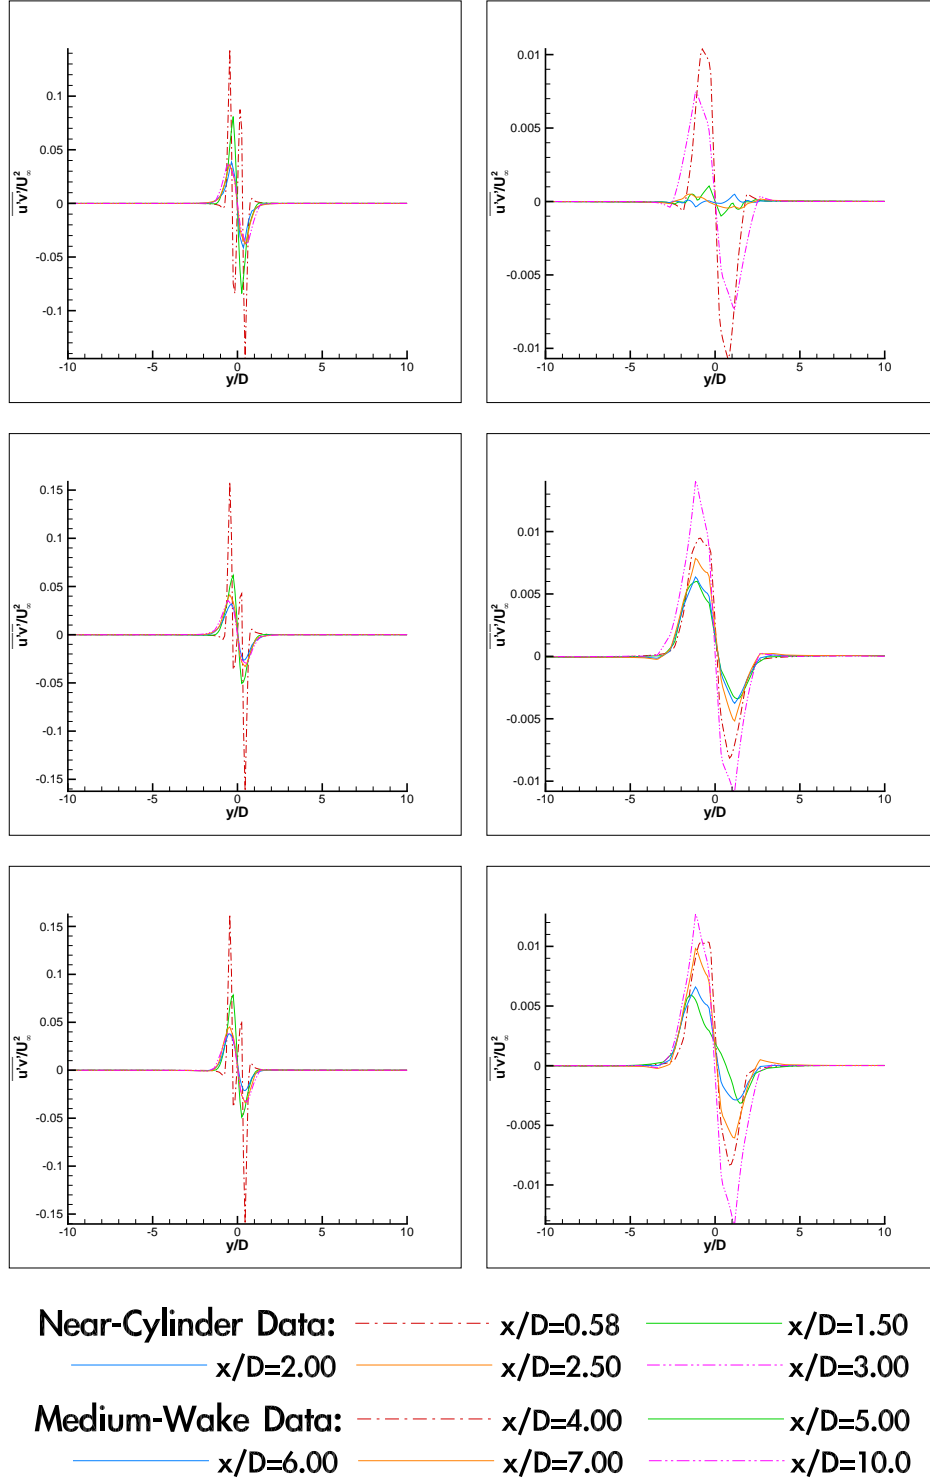 0.1
0.05
0
-0.05
-0.1
-10 -5 0 5 10
y/D
u'v'/U²∞
0.01
0.005
0
-0.005
-0.01
-10 -5 0 5 10
y/D
u'v'/U²∞
0.15
0.1
0.05
0
-0.05
-0.1
-0.15
-10 -5 0 5 10
y/D
u'v'/U²∞
0.01
0.005
0
-0.005
-0.01
-10 -5 0 5 10
y/D
u'v'/U²∞
0.15
0.1
0.05
0
-0.05
-0.1
-0.15
-10 -5 0 5 10
y/D
u'v'/U²∞
0.01
0.005
0
-0.005
-0.01
-10 -5 0 5 10
y/D
u'v'/U²∞
Near-Cylinder Data: x/D=0.58 x/D=1.50
x/D=2.00 x/D=2.50 x/D=3.00
Medium-Wake Data: x/D=4.00 x/D=5.00
x/D=6.00 x/D=7.00 x/D=10.0